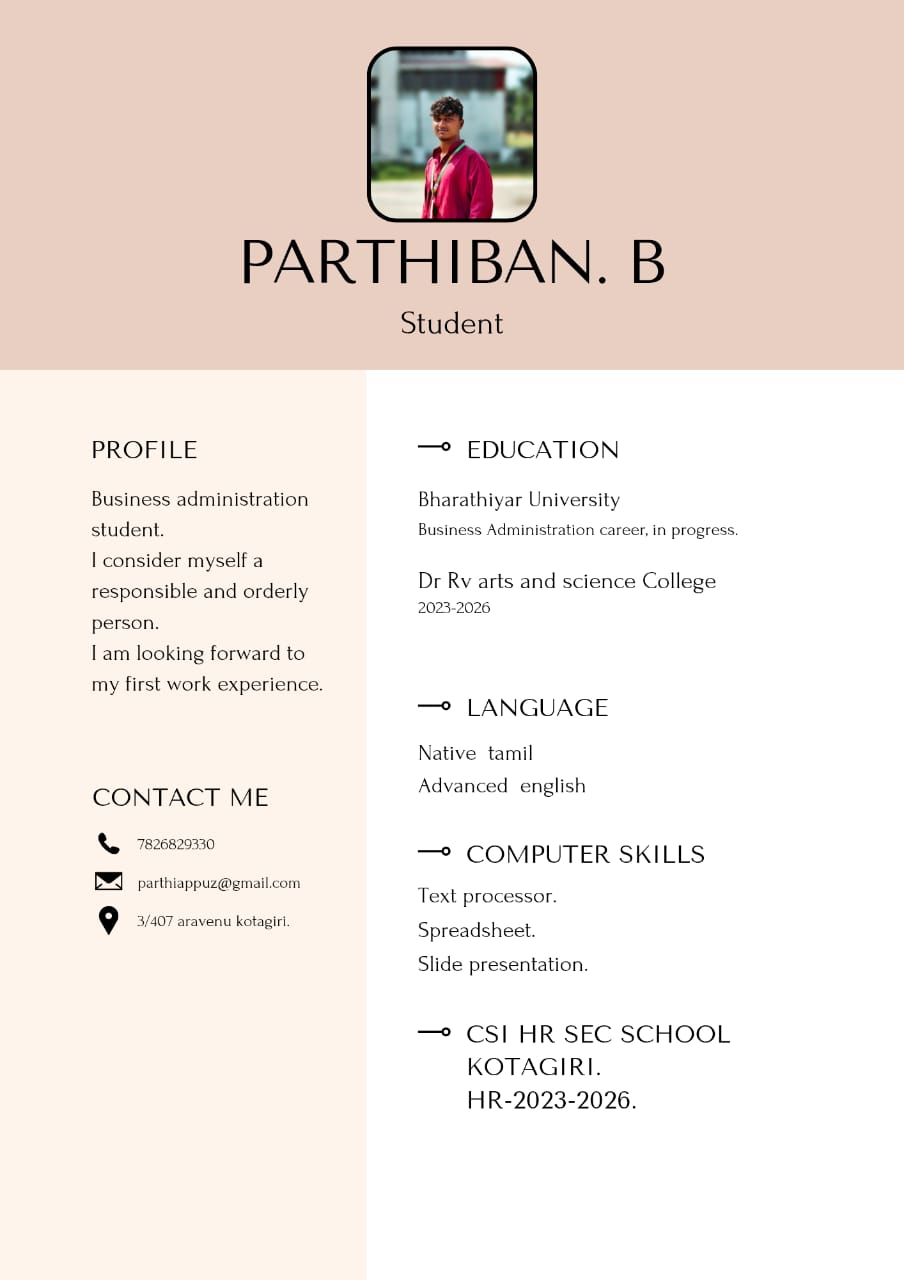 PARTHIBAN. B
Student
PROFILE
Business administration
student.
I consider myself a
responsible and orderly
person.
I am looking forward to
my first work experience.
CONTACT ME
7826829330
parthiappuz@gmail.com
3/407 aravenu kotagiri.
EDUCATION
Bharathiyar University
Business Administration career, in progress.
Dr Rv arts and science College
2023-2026
LANGUAGE
Native  tamil
Advanced  english
COMPUTER SKILLS
Text processor.
Spreadsheet.
Slide presentation.
CSI HR SEC SCHOOL
KOTAGIRI.
HR-2023-2026.